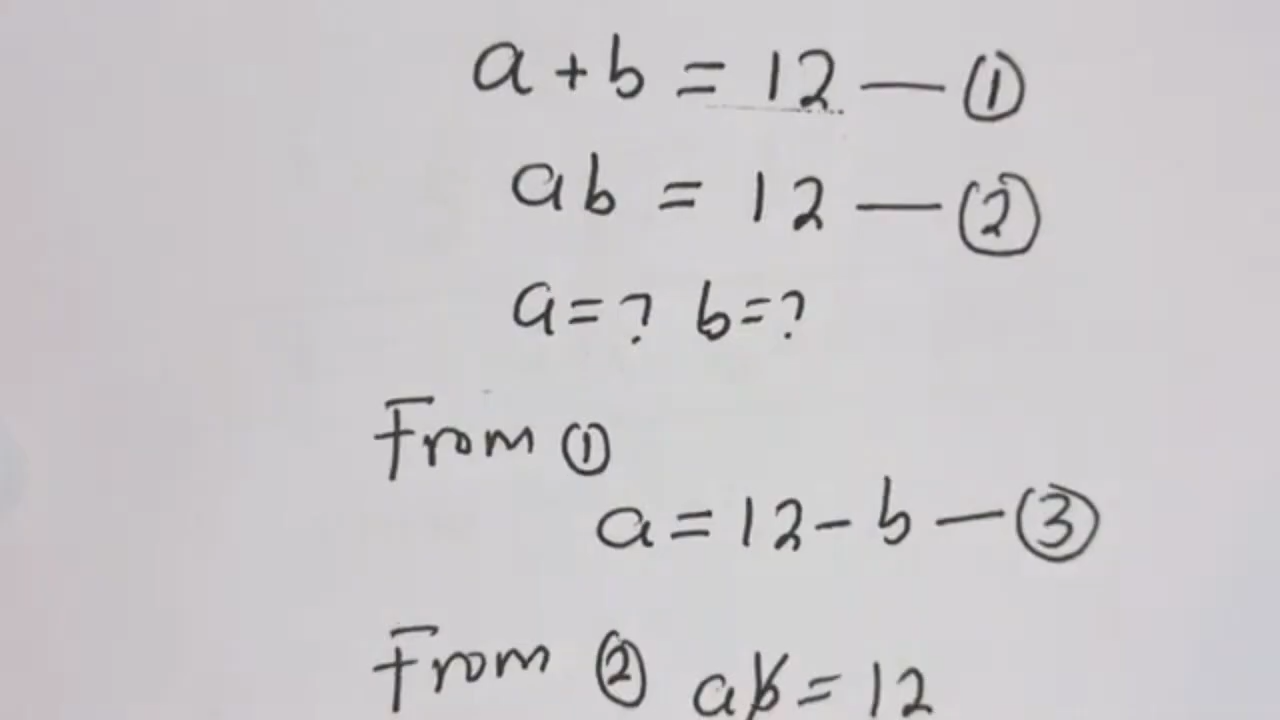 a + b = 12 — ①
ab = 12 — ②
a = ? b = ?
From ①
a = 12 - b — ③
From ② ab = 12